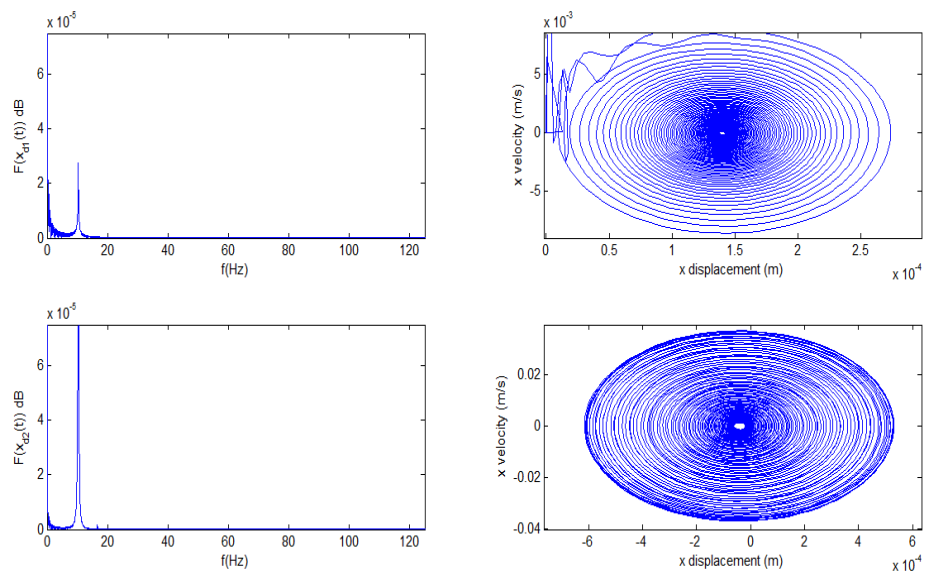 x 10^-5
F(x_d1(t)) dB
6
4
2
0
0 20 40 60 80 100 120
f(Hz)
x 10^-3
x velocity (m/s)
5
0
-5
0 0.5 1 1.5 2 2.5
x displacement (m)
x 10^-4
x 10^-5
F(x_d2(t)) dB
6
4
2
0
0 20 40 60 80 100 120
f(Hz)
x velocity (m/s)
0.02
0
-0.02
-0.04
-6 -4 -2 0 2 4 6
x displacement (m)
x 10^-4